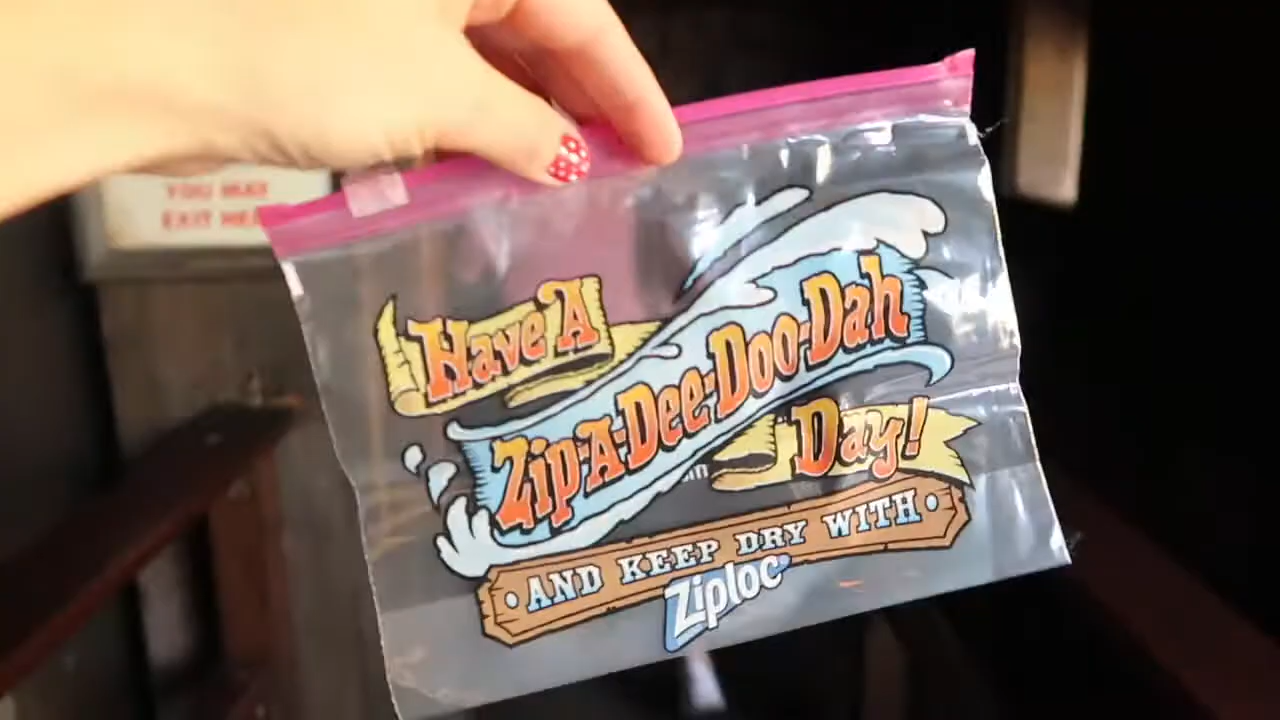 YOU MAY
EXIT HERE
Have A
Zip-A-Dee-Doo-Dah
Day!
• AND KEEP DRY WITH •
Ziploc